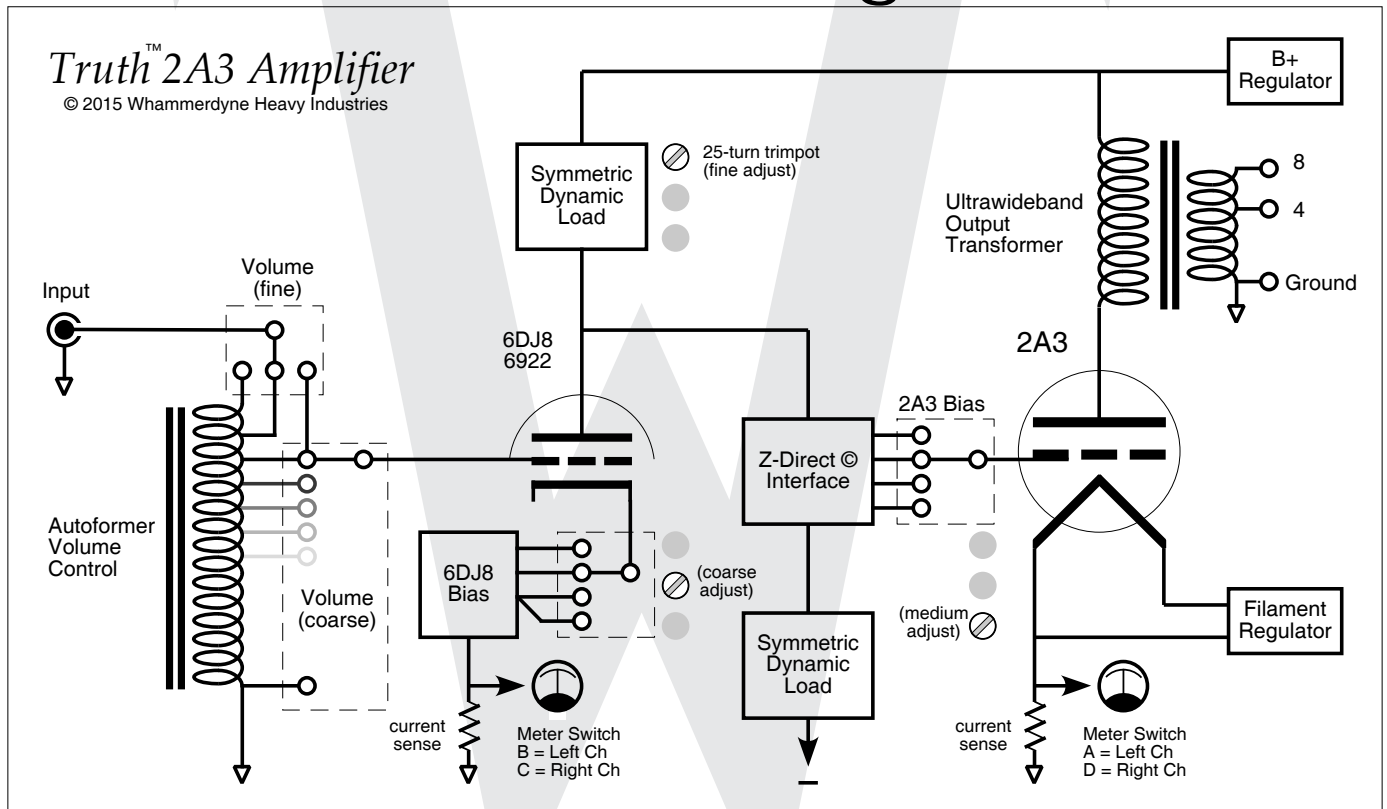 Truth™ 2A3 Amplifier
© 2015 Whammerdyne Heavy Industries
B+
Regulator
Symmetric
Dynamic
Load
25-turn trimpot
(fine adjust)
Ultrawideband
Output
Transformer
8
4
Ground
Volume
(fine)
Input
6DJ8
6922
2A3
2A3 Bias
Z-Direct ©
Interface
Autoformer
Volume
Control
Volume
(coarse)
6DJ8
Bias
(coarse
adjust)
(medium
adjust)
Filament
Regulator
Symmetric
Dynamic
Load
current
sense
Meter Switch
B = Left Ch
C = Right Ch
current
sense
Meter Switch
A = Left Ch
D = Right Ch